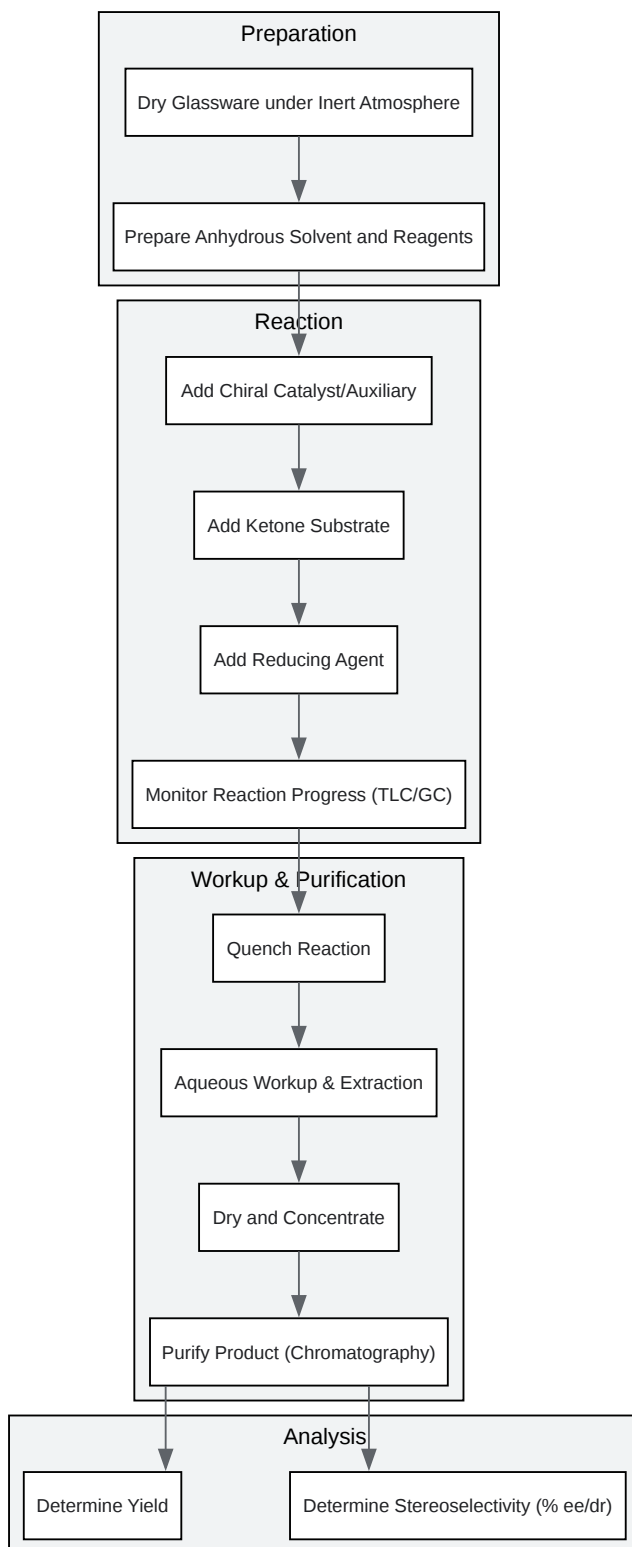 Preparation
Dry Glassware under Inert Atmosphere
Prepare Anhydrous Solvent and Reagents
Reaction
Add Chiral Catalyst/Auxiliary
Add Ketone Substrate
Add Reducing Agent
Monitor Reaction Progress (TLC/GC)
Workup & Purification
Quench Reaction
Aqueous Workup & Extraction
Dry and Concentrate
Purify Product (Chromatography)
Analysis
Determine Yield
Determine Stereoselectivity (% ee/dr)